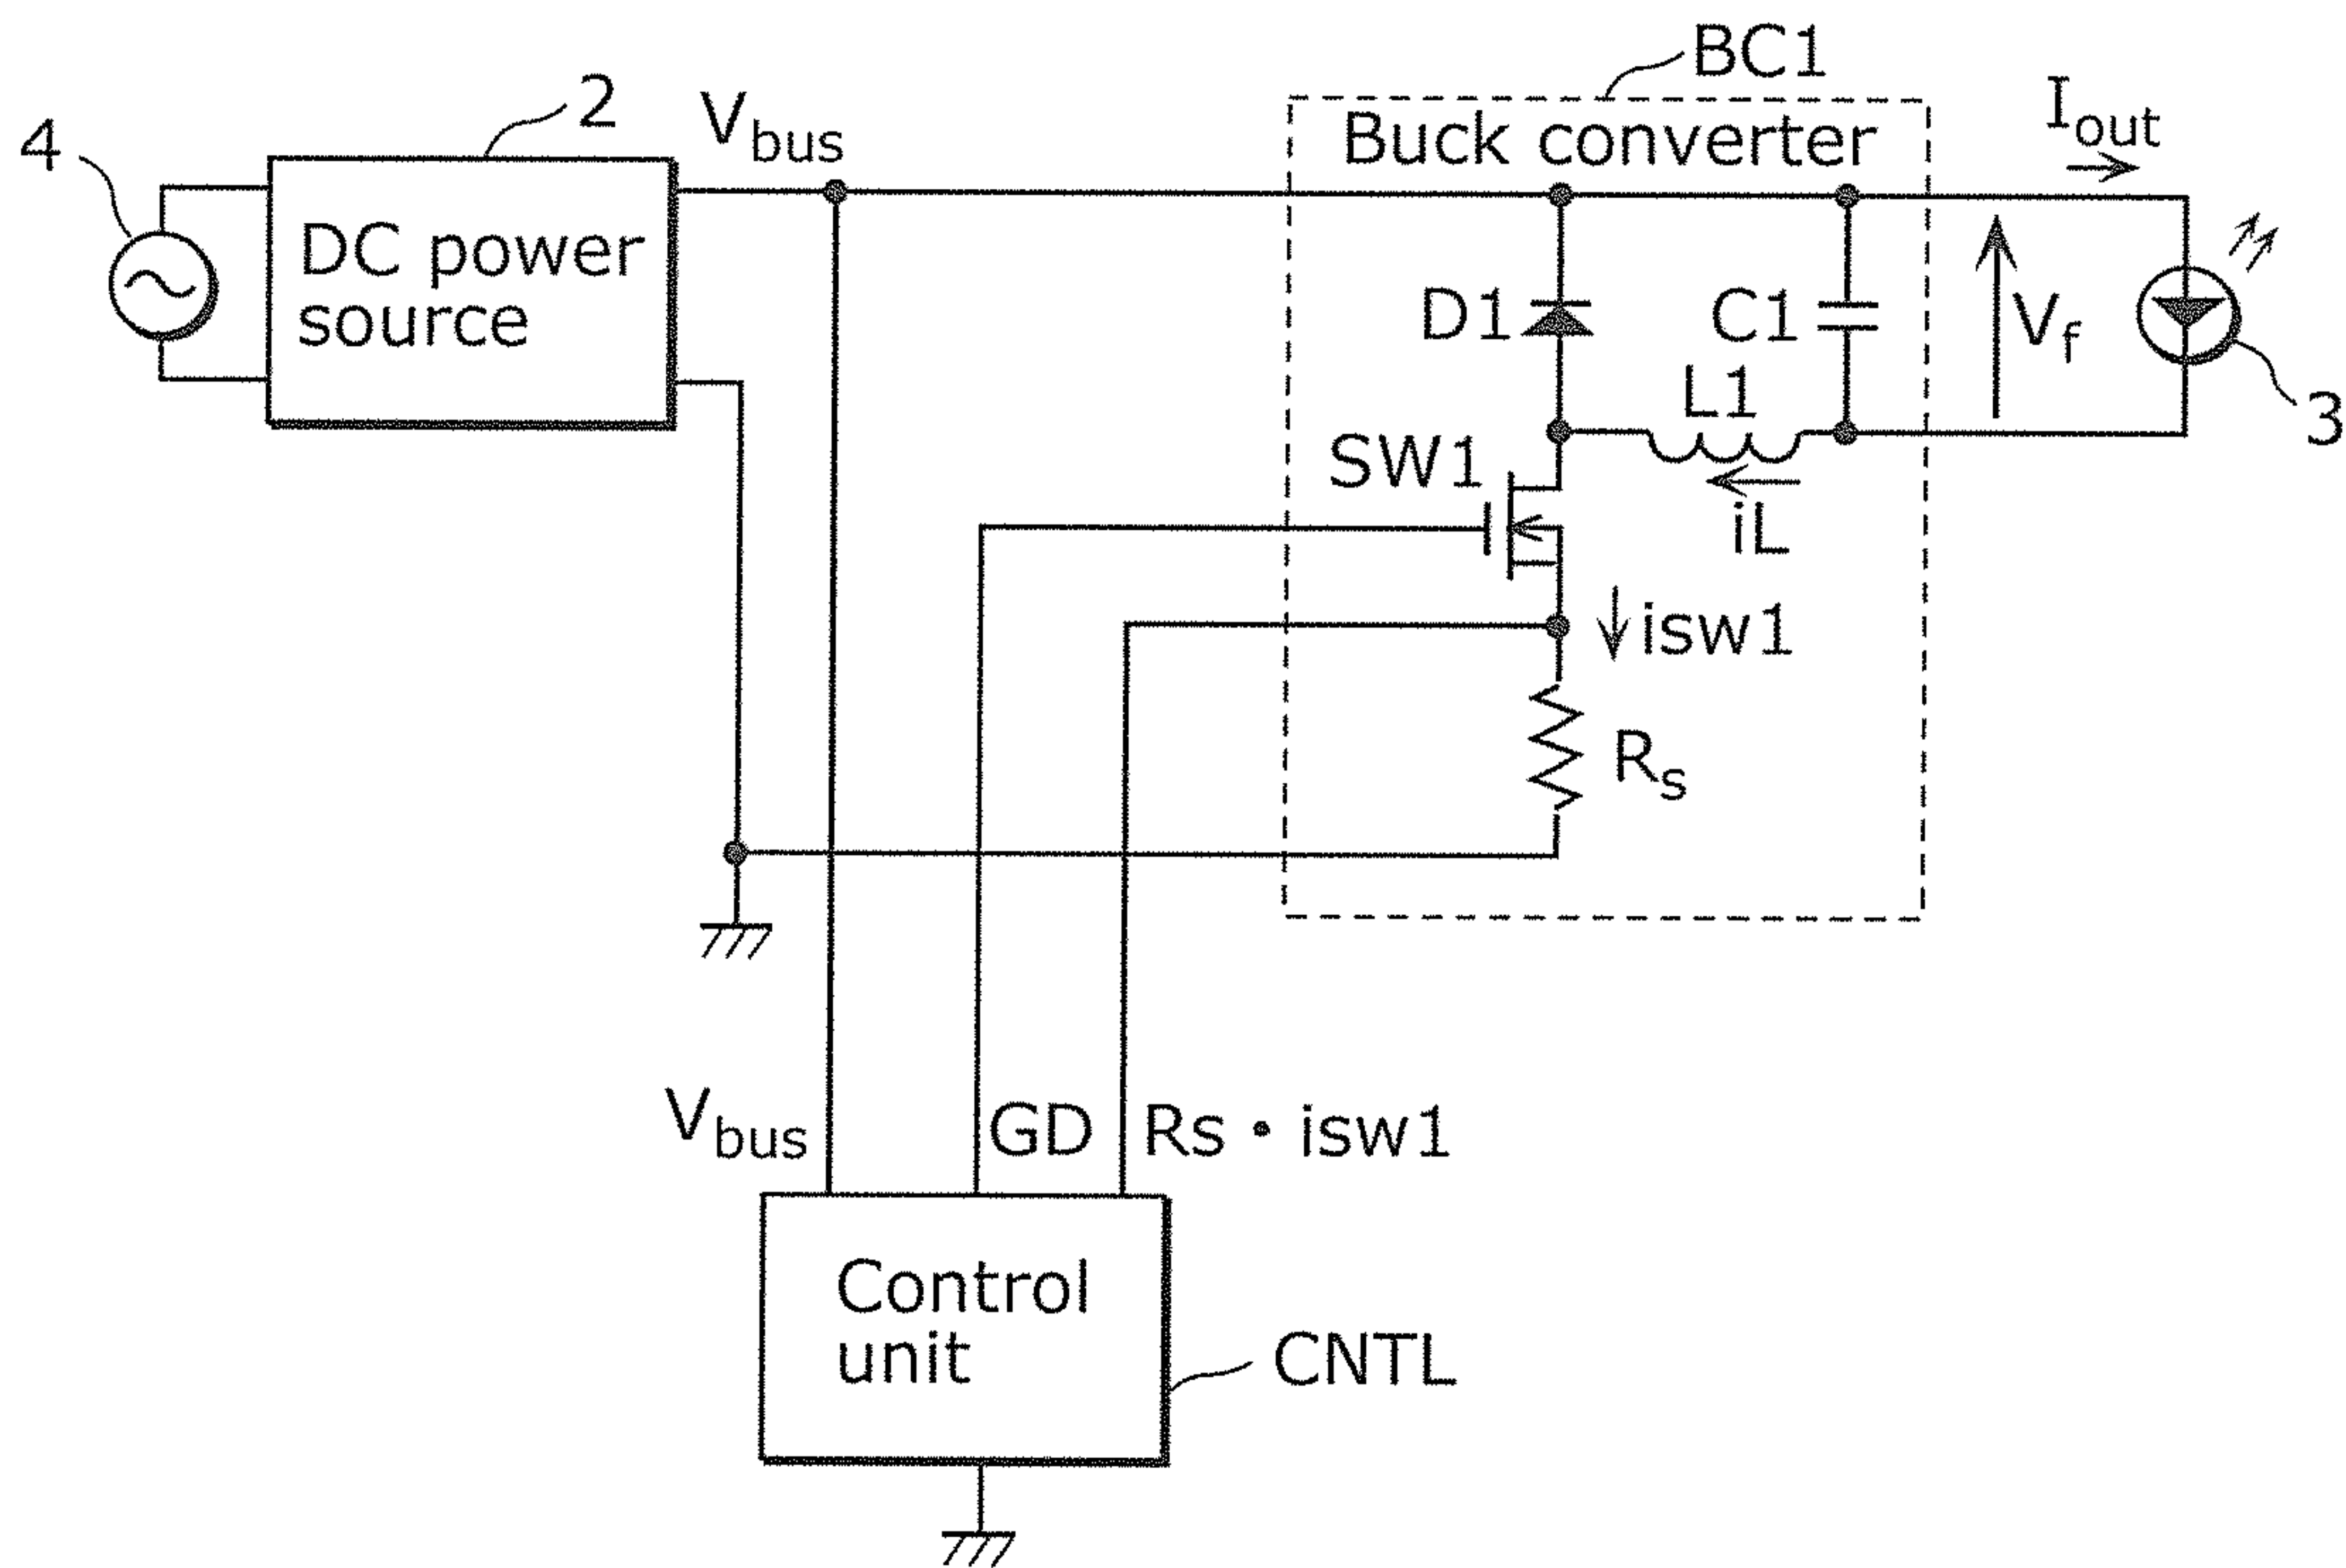 BC1
2
Vbus
Iout
4
Buck converter
DC power
source
D1
C1
Vf
L1
3
SW1
iL
isw1
Rs
Vbus
GD
Rs・isw1
Control
unit
CNTL